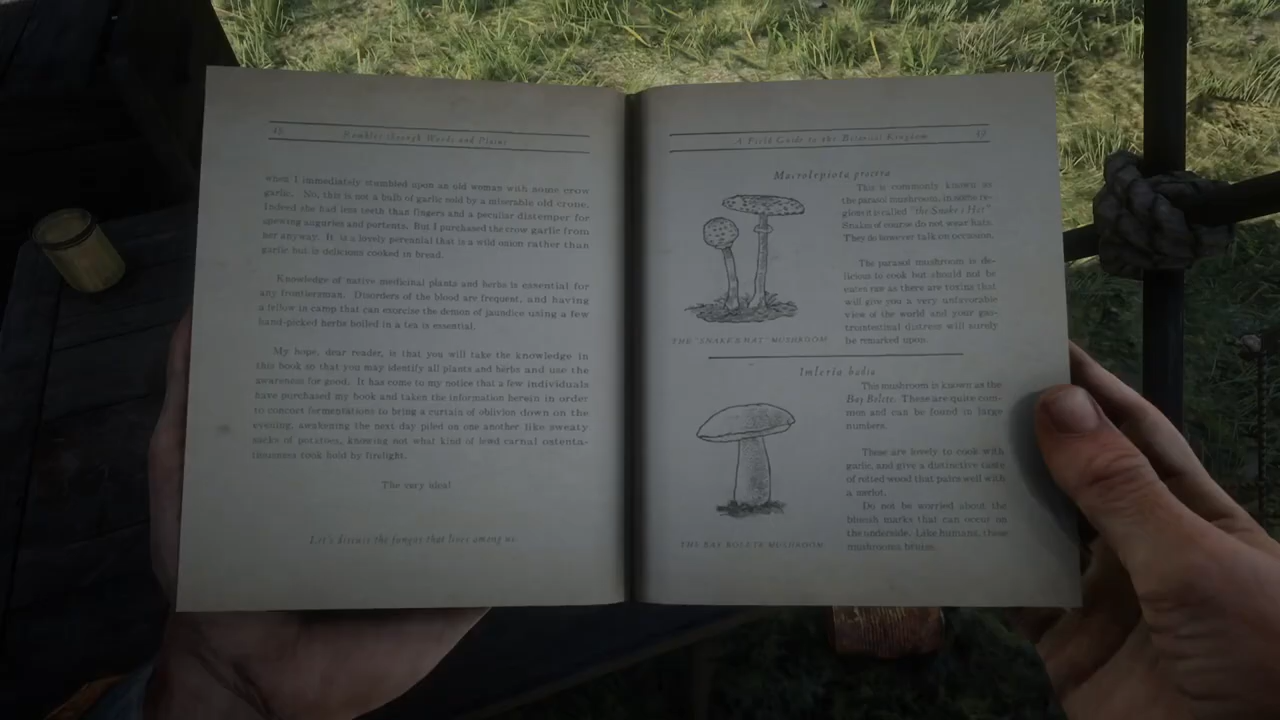 Rambles through Woods and Plains
when I immediately stumbled upon an old woman with some crow
garlic. No, this is not a bulb of garlic sold by a miserable old crone.
Indeed she had less teeth than fingers and a peculiar distemper for
spewing auguries and portents. But I purchased the crow garlic from
her anyway. It is a lovely perennial that is a wild onion rather than
garlic but is delicious cooked in bread.
Knowledge of native medicinal plants and herbs is essential for
any frontiersman. Disorders of the blood are frequent, and having
a fellow in camp that can exorcise the demon of jaundice using a few
hand-picked herbs boiled in a tea is essential.
My hope, dear reader, is that you will take the knowledge in
this book so that you may identify all plants and herbs and use the
awareness for good. It has come to my notice that a few individuals
have purchased my book and taken the information herein in order
to concoct fermentations to bring a curtain of oblivion down on the
evening, awakening the next day piled on one another like sweaty
sacks of potatoes, knowing not what kind of lewd carnal ostenta-
tiousness took hold by firelight.
The very idea!
Let's discuss the fungus that lives among us.
A Field Guide to the Botanical Kingdom
Macrolepiota procera
This is commonly known as
the parasol mushroom, in some re-
gions it is called "the Snake's Hat".
Snakes of course do not wear hats.
They do however talk on occasion.
The parasol mushroom is de-
licious to cook but should not be
eaten raw as there are toxins that
will give you a very unfavorable
view of the world and your gas-
trointestinal distress will surely
be remarked upon.
THE "SNAKE'S HAT" MUSHROOM
Imleria badia
This mushroom is known as the
Bay Bolete. These are quite com-
mon and can be found in large
numbers.
These are lovely to cook with
garlic, and give a distinctive taste
of rotted wood that pairs well with
a merlot.
Do not be worried about the
blueish marks that can occur on
the underside. Like humans, these
mushrooms bruise.
THE BAY BOLETE MUSHROOM